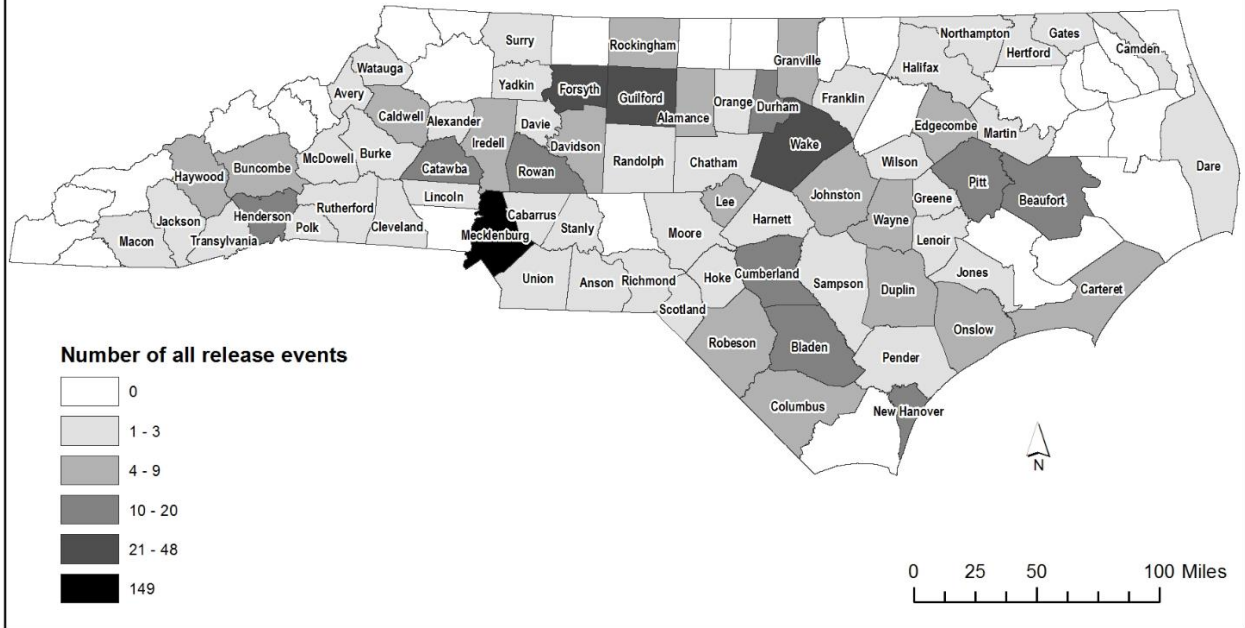 Surry
Rockingham
Northampton
Gates
Camden
Hertford
Granville
Halifax
Watauga
Yadkin
Forsyth
Guilford
Orange
Durham
Franklin
Avery
Caldwell
Alexander
Davie
Alamance
Edgecombe
Martin
Iredell
Davidson
Wake
McDowell
Burke
Randolph
Chatham
Wilson
Dare
Haywood
Buncombe
Catawba
Rowan
Pitt
Beaufort
Lincoln
Johnston
Greene
Lee
Jackson
Henderson
Rutherford
Cabarrus
Harnett
Wayne
Macon
Transylvania
Polk
Cleveland
Mecklenburg
Stanly
Moore
Lenoir
Union
Anson
Richmond
Hoke
Cumberland
Sampson
Duplin
Jones
Carteret
Scotland
Robeson
Bladen
Onslow
Pender
Columbus
New Hanover
Number of all release events
0
1 - 3
4 - 9
10 - 20
21 - 48
149
N
0 25 50 100 Miles